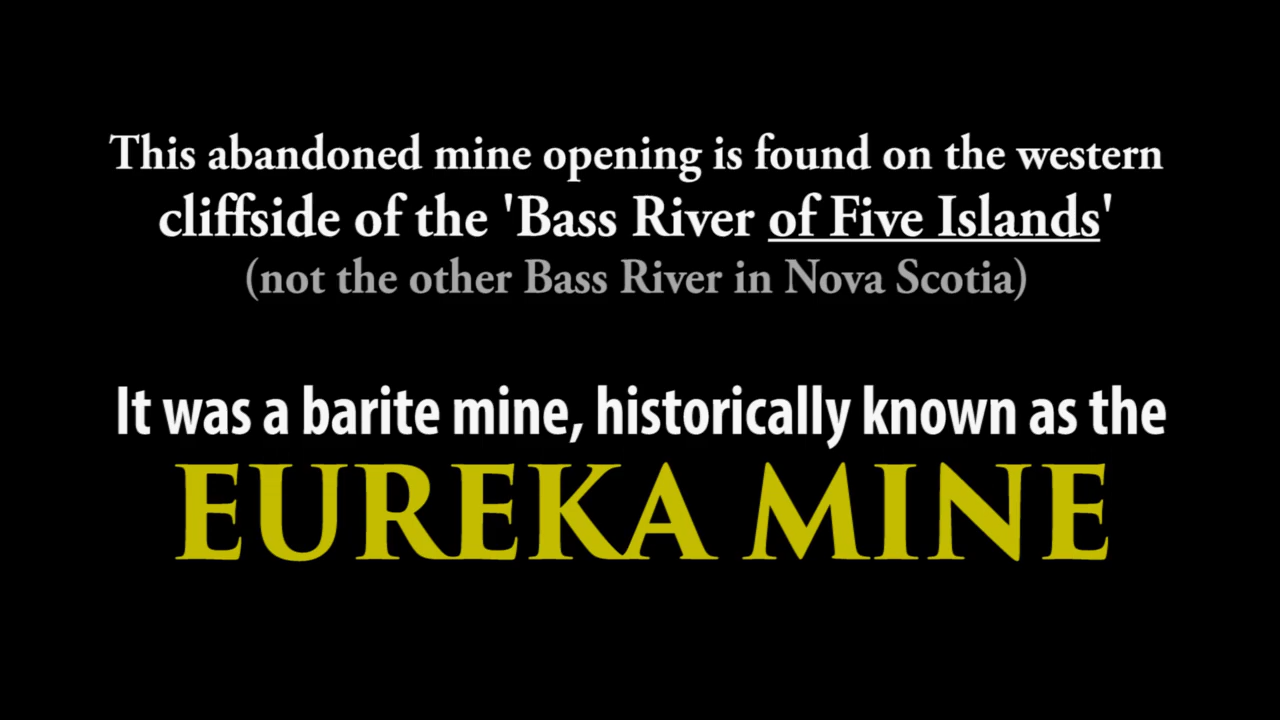 This abandoned mine opening is found on the western
cliffside of the 'Bass River of Five Islands'
(not the other Bass River in Nova Scotia)
It was a barite mine, historically known as the
EUREKA MINE